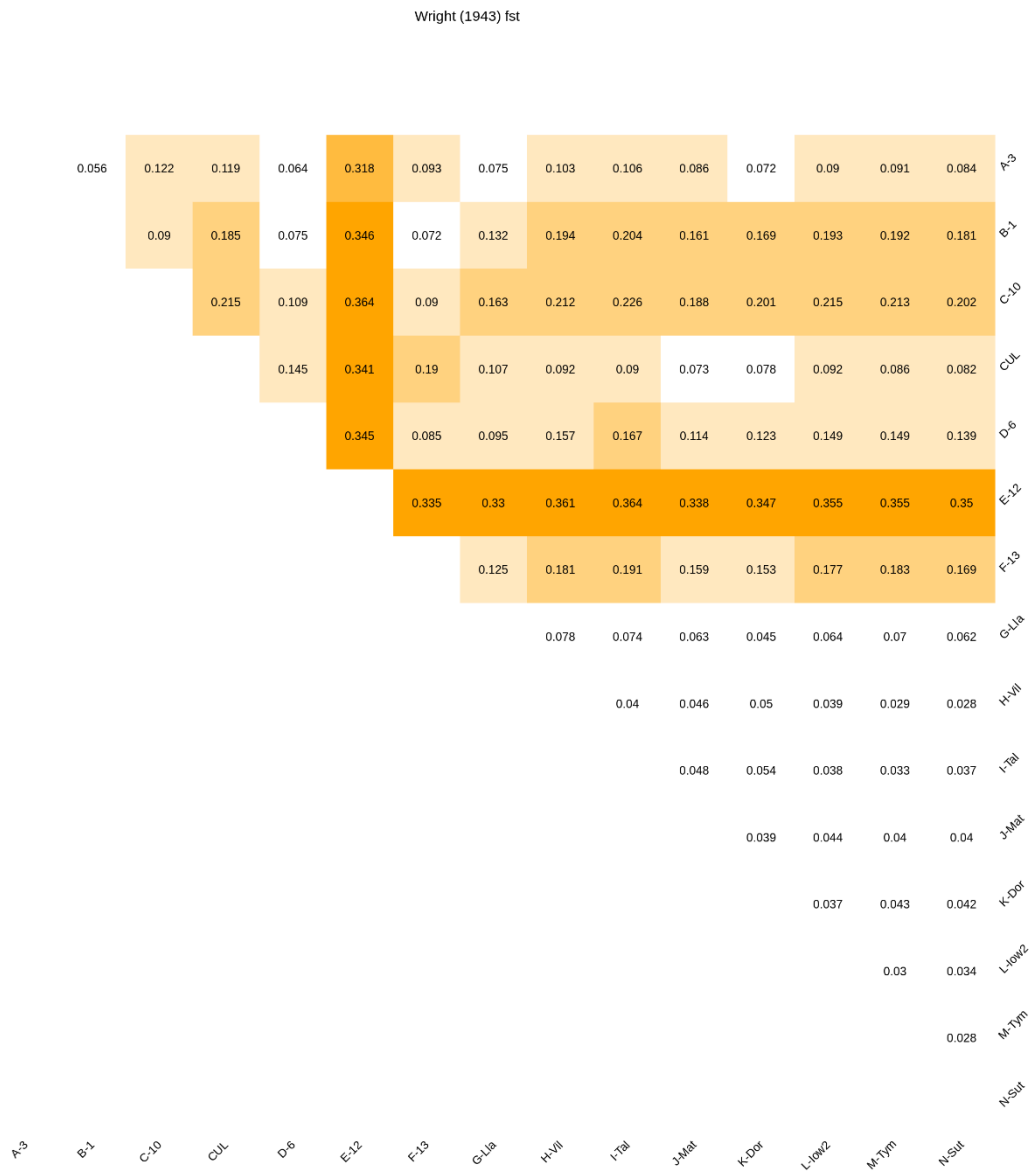 Wright (1943) fst
0.056 0.122 0.119 0.064 0.318 0.093 0.075 0.103 0.106 0.086 0.072 0.09 0.091 0.084 A-3
0.09 0.185 0.075 0.346 0.072 0.132 0.194 0.204 0.161 0.169 0.193 0.192 0.181 B-1
0.215 0.109 0.364 0.09 0.163 0.212 0.226 0.188 0.201 0.215 0.213 0.202 C-10
0.145 0.341 0.19 0.107 0.092 0.09 0.073 0.078 0.092 0.086 0.082 CUL
0.345 0.085 0.095 0.157 0.167 0.114 0.123 0.149 0.149 0.139 D-6
0.335 0.33 0.361 0.364 0.338 0.347 0.355 0.355 0.35 E-12
0.125 0.181 0.191 0.159 0.153 0.177 0.183 0.169 F-13
0.078 0.074 0.063 0.045 0.064 0.07 0.062 G-Lla
0.04 0.046 0.05 0.039 0.029 0.028 H-Vil
0.048 0.054 0.038 0.033 0.037 I-Tal
0.039 0.044 0.04 0.04 J-Mat
0.037 0.043 0.042 K-Dor
0.03 0.034 L-low2
0.028 M-Tym
N-Sut
A-3 B-1 C-10 CUL D-6 E-12 F-13 G-Lla H-Vil I-Tal J-Mat K-Dor L-low2 M-Tym N-Sut